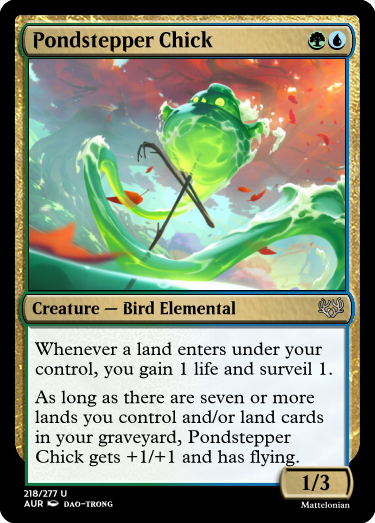 Pondstepper Chick
Creature — Bird Elemental
Whenever a land enters under your
control, you gain 1 life and surveil 1.
As long as there are seven or more
lands you control and/or land cards
in your graveyard, Pondstepper
Chick gets +1/+1 and has flying.
1/3
218/277 U
AUR DAO-TRONG
Mattelonian